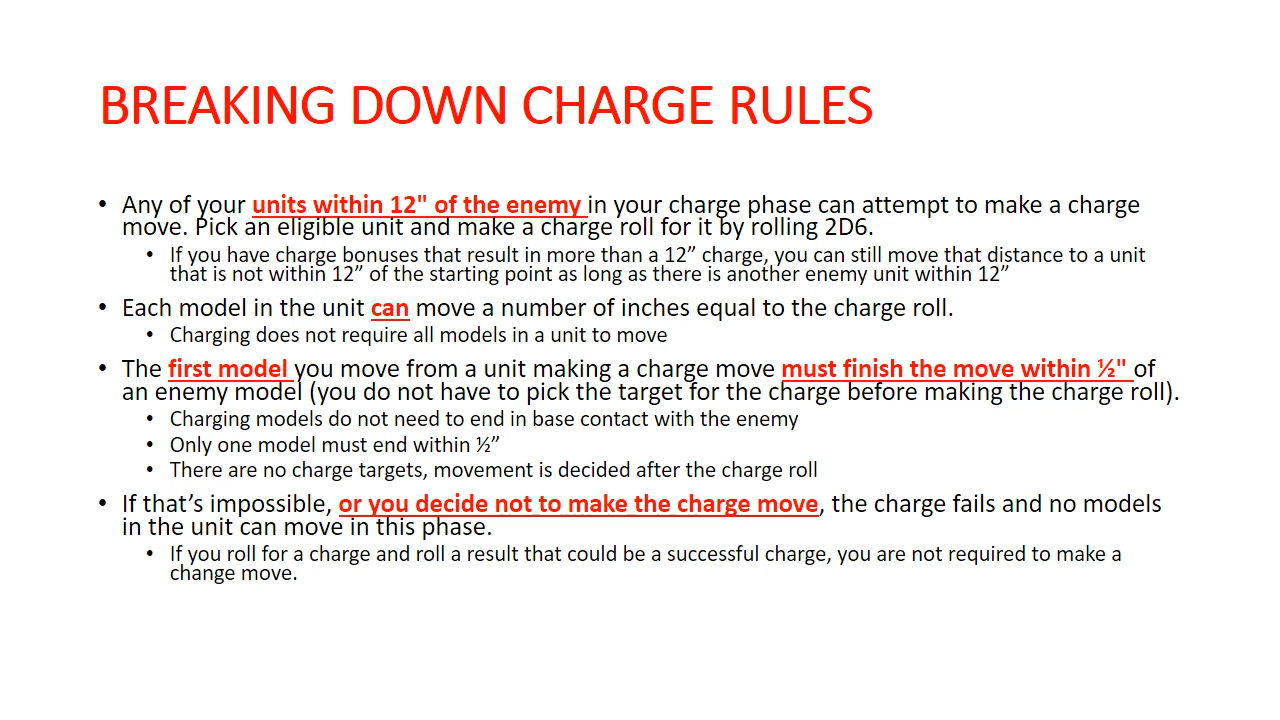 BREAKING DOWN CHARGE RULES
• Any of your units within 12" of the enemy in your charge phase can attempt to make a charge
move. Pick an eligible unit and make a charge roll for it by rolling 2D6.
• If you have charge bonuses that result in more than a 12” charge, you can still move that distance to a unit
that is not within 12” of the starting point as long as there is another enemy unit within 12”
• Each model in the unit can move a number of inches equal to the charge roll.
• Charging does not require all models in a unit to move
• The first model you move from a unit making a charge move must finish the move within ½" of
an enemy model (you do not have to pick the target for the charge before making the charge roll).
• Charging models do not need to end in base contact with the enemy
• Only one model must end within ½”
• There are no charge targets, movement is decided after the charge roll
• If that’s impossible, or you decide not to make the charge move, the charge fails and no models
in the unit can move in this phase.
• If you roll for a charge and roll a result that could be a successful charge, you are not required to make a
change move.